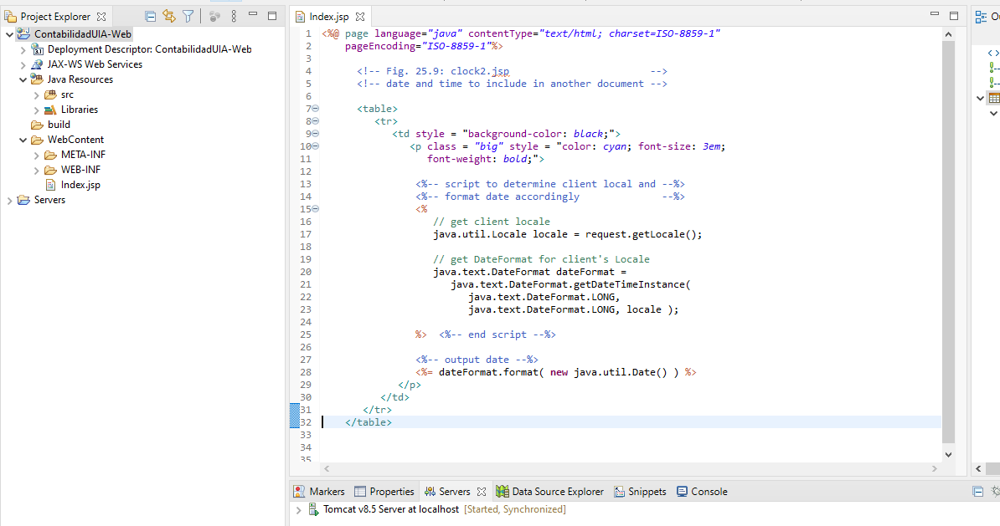 Project Explorer
ContabilidadUIA-Web
Deployment Descriptor: ContabilidadUIA-Web
JAX-WS Web Services
Java Resources
src
Libraries
build
WebContent
META-INF
WEB-INF
Index.jsp
Servers
Index.jsp
1 <%@ page language="java" contentType="text/html; charset=ISO-8859-1"
2 pageEncoding="ISO-8859-1"%>
3
4 <!-- Fig. 25.9: clock2.jsp -->
5 <!-- date and time to include in another document -->
6
7 <table>
8 <tr>
9 <td style = "background-color: black;">
10 <p class = "big" style = "color: cyan; font-size: 3em;
11 font-weight: bold;">
12
13 <%-- script to determine client local and --%>
14 <%-- format date accordingly --%>
15 <%
16 // get client locale
17 java.util.Locale locale = request.getLocale();
18
19 // get DateFormat for client's Locale
20 java.text.DateFormat dateFormat =
21 java.text.DateFormat.getDateTimeInstance(
22 java.text.DateFormat.LONG,
23 java.text.DateFormat.LONG, locale );
24
25 %> <%-- end script --%>
26
27 <%-- output date --%>
28 <%= dateFormat.format( new java.util.Date() ) %>
29 </p>
30 </td>
31 </tr>
32 </table>
33
34
35
Markers Properties Servers Data Source Explorer Snippets Console
Tomcat v8.5 Server at localhost [Started, Synchronized]